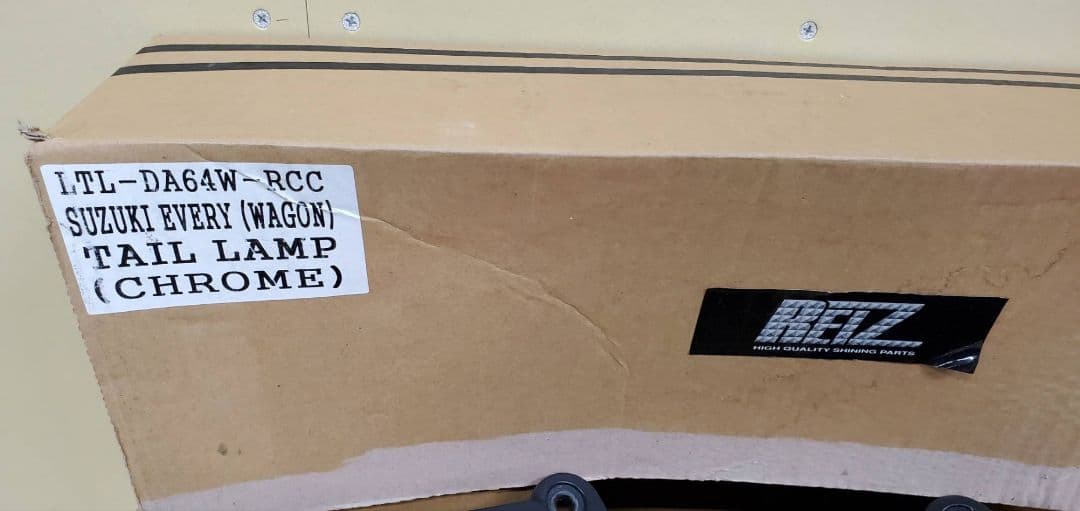 LTL-DA64W-RCC
SUZUKI EVERY (WAGON)
TAIL LAMP
(CHROME)
REIZ
HIGH QUALITY SHINING PARTS